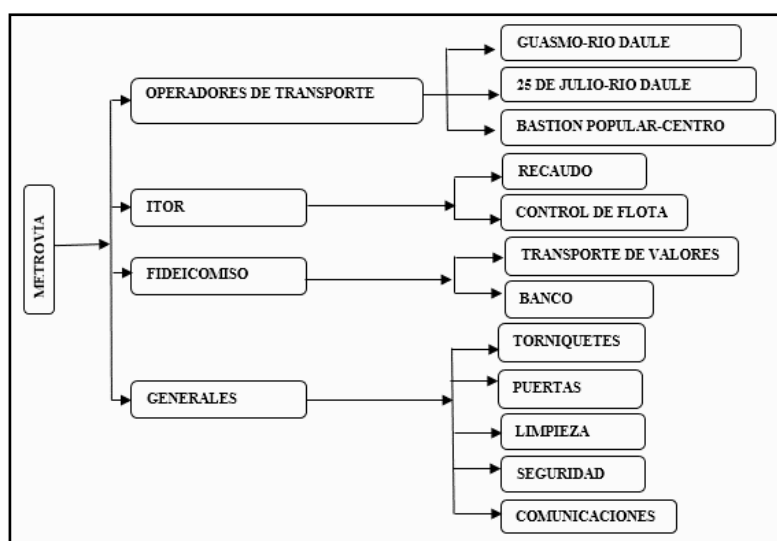 METROVÍA
OPERADORES DE TRANSPORTE
GUASMO-RIO DAULE
25 DE JULIO-RIO DAULE
BASTION POPULAR-CENTRO
ITOR
RECAUDO
CONTROL DE FLOTA
FIDEICOMISO
TRANSPORTE DE VALORES
BANCO
GENERALES
TORNIQUETES
PUERTAS
LIMPIEZA
SEGURIDAD
COMUNICACIONES